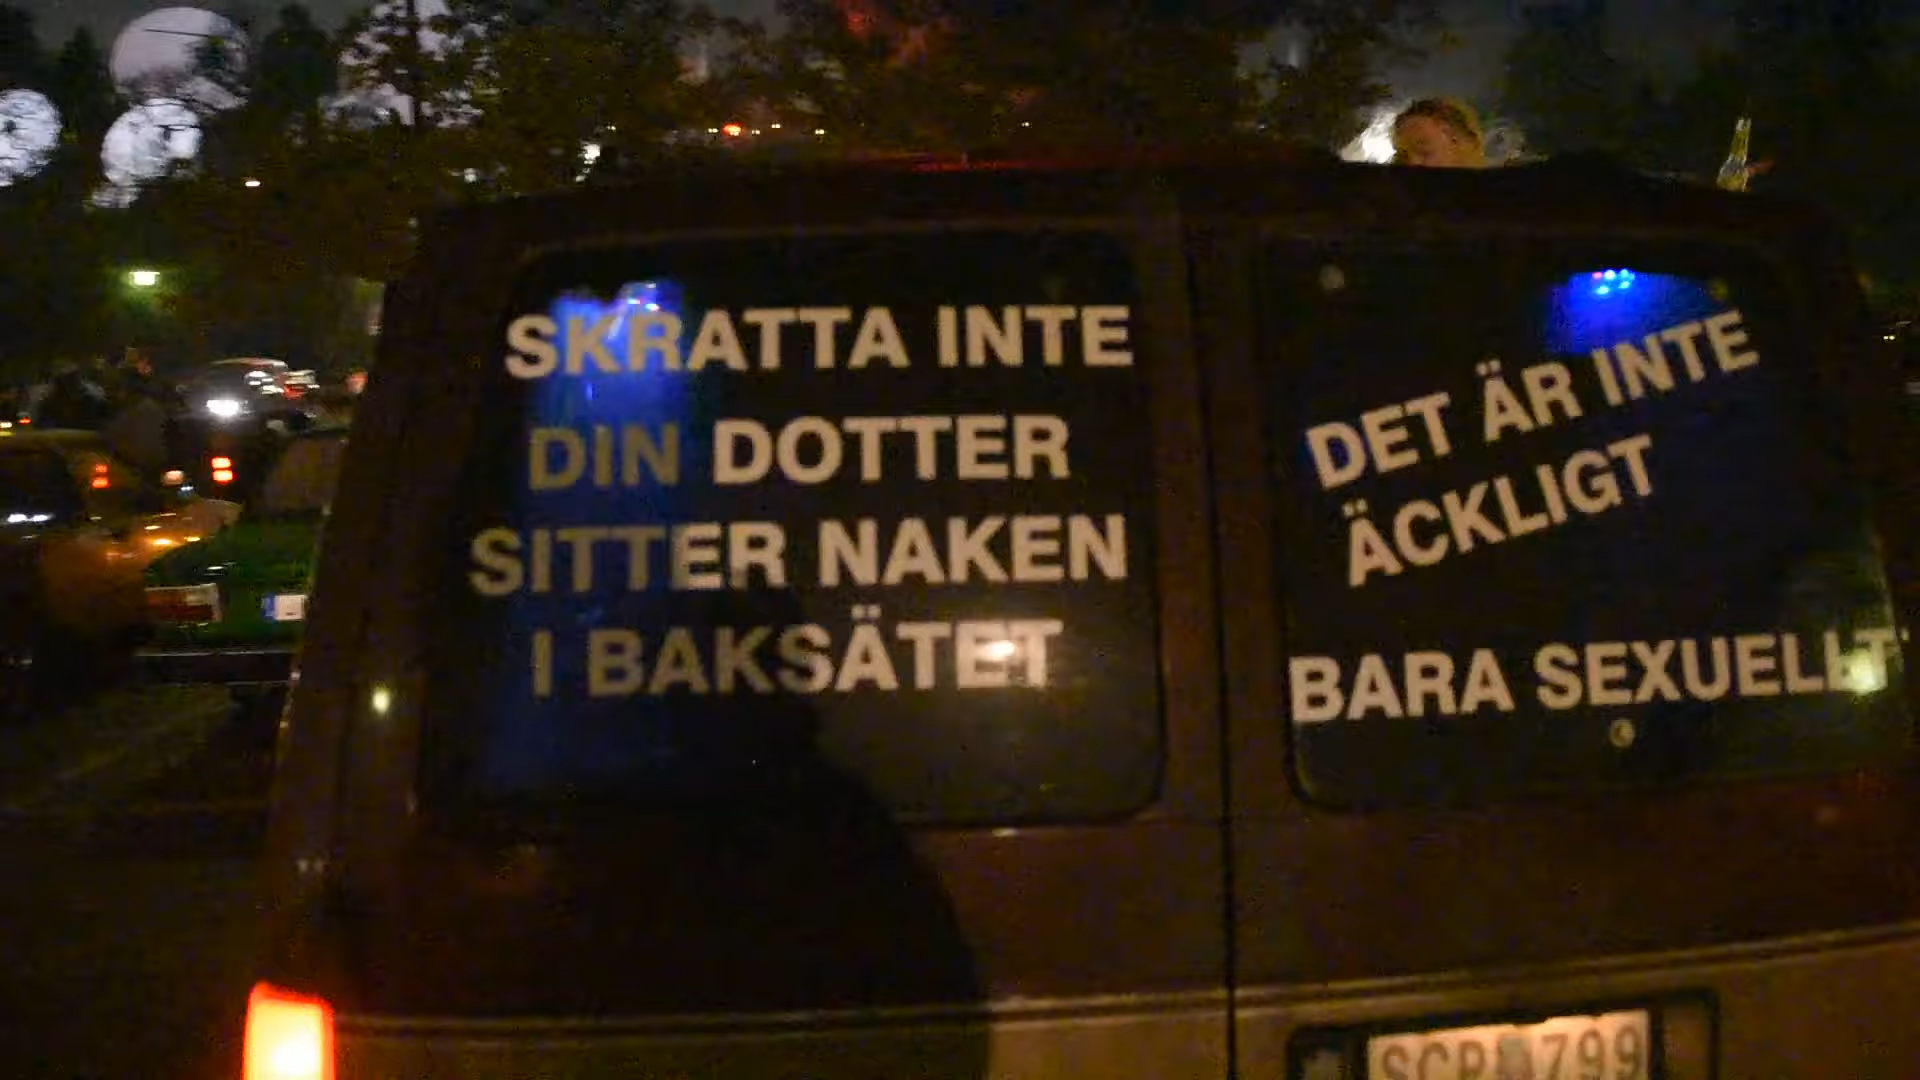 SKRATTA INTE
DIN DOTTER
SITTER NAKEN
I BAKSÄTET
DET ÄR INTE
ÄCKLIGT
BARA SEXUELLT